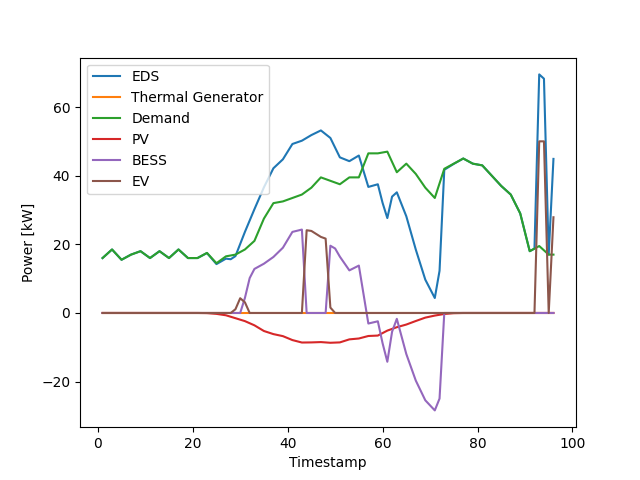 EDS
Thermal Generator
Demand
PV
BESS
EV
Power [kW]
60
40
20
0
−20
0 20 40 60 80 100
Timestamp